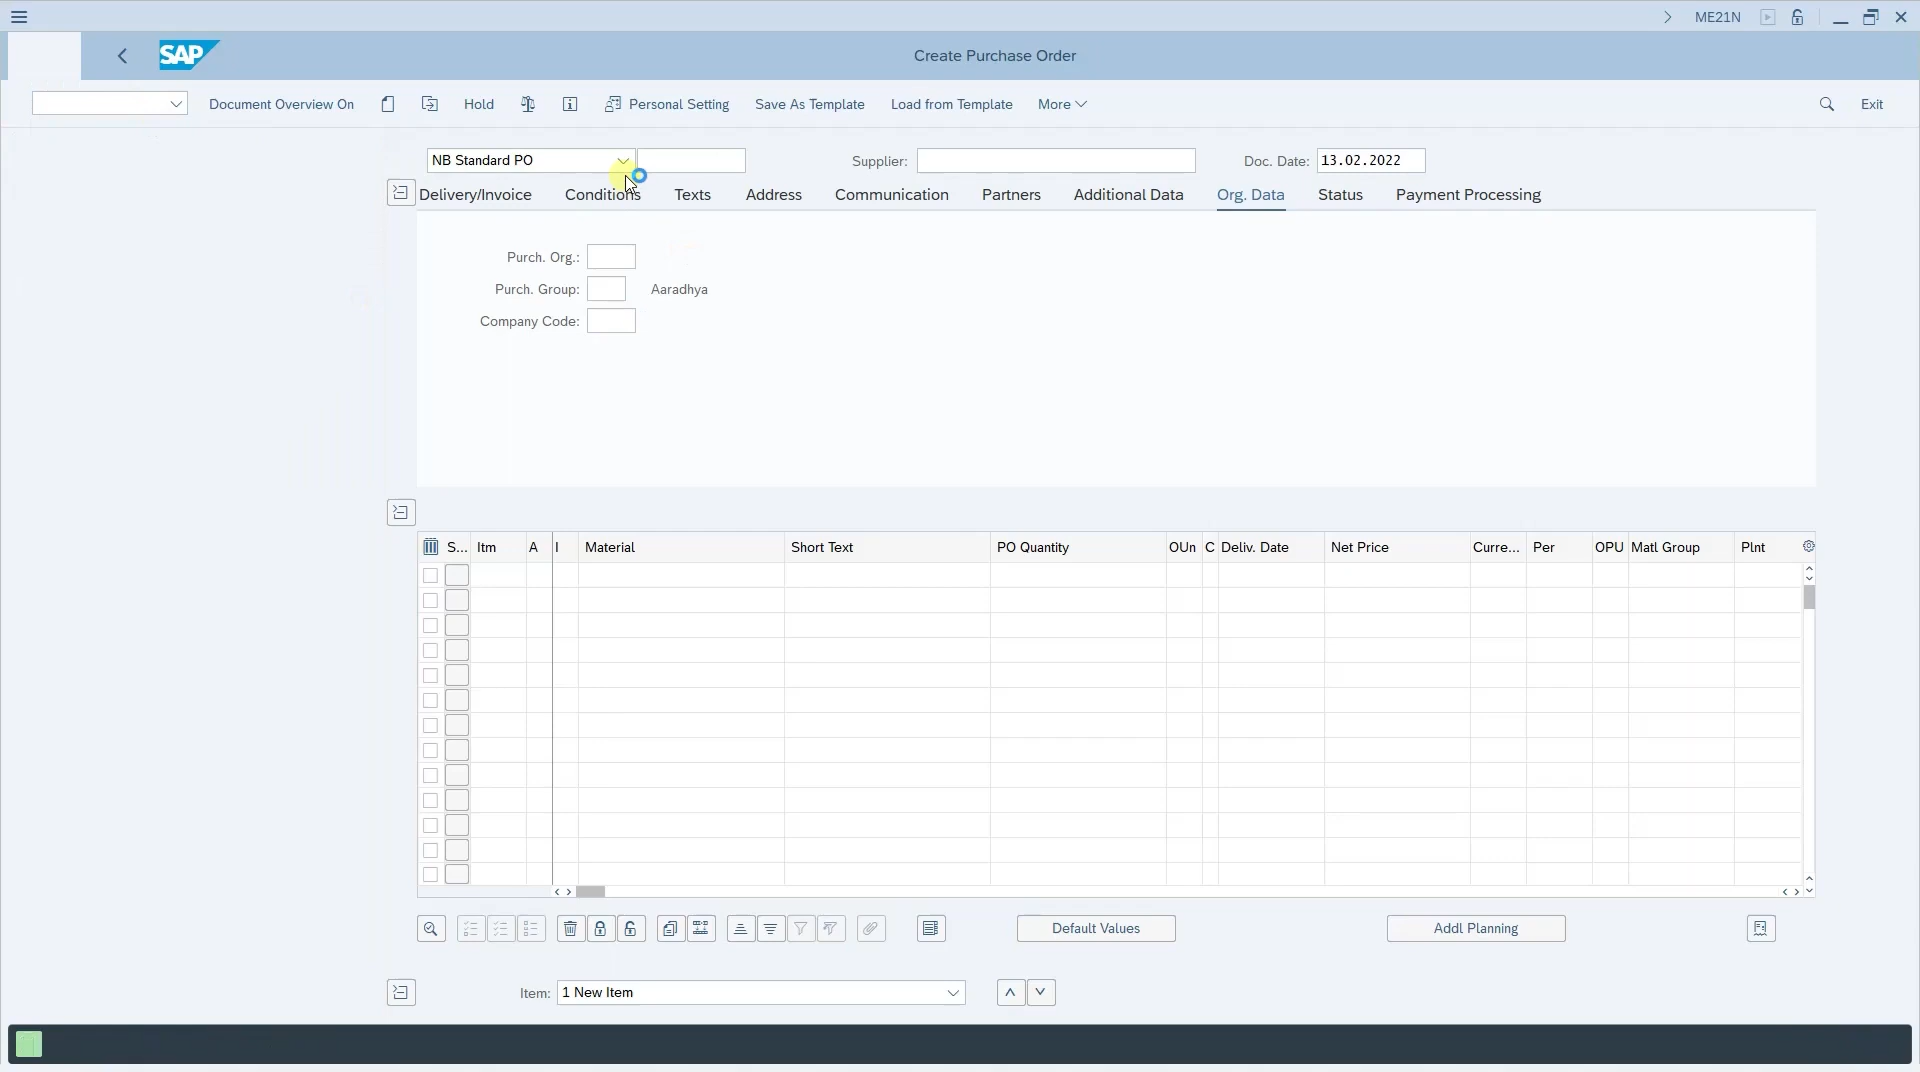 ME21N
SAP
Create Purchase Order
Document Overview On
Hold
Personal Setting
Save As Template
Load from Template
More
Exit
NB Standard PO
Supplier:
Doc. Date: 13.02.2022
Delivery/Invoice
Conditions
Texts
Address
Communication
Partners
Additional Data
Org. Data
Status
Payment Processing
Purch. Org.:
Purch. Group: Aaradhya
Company Code:
S... Itm A I Material Short Text PO Quantity OUn C Deliv. Date Net Price Curre... Per OPU Matl Group Plnt
Default Values
Addl Planning
Item: 1 New Item